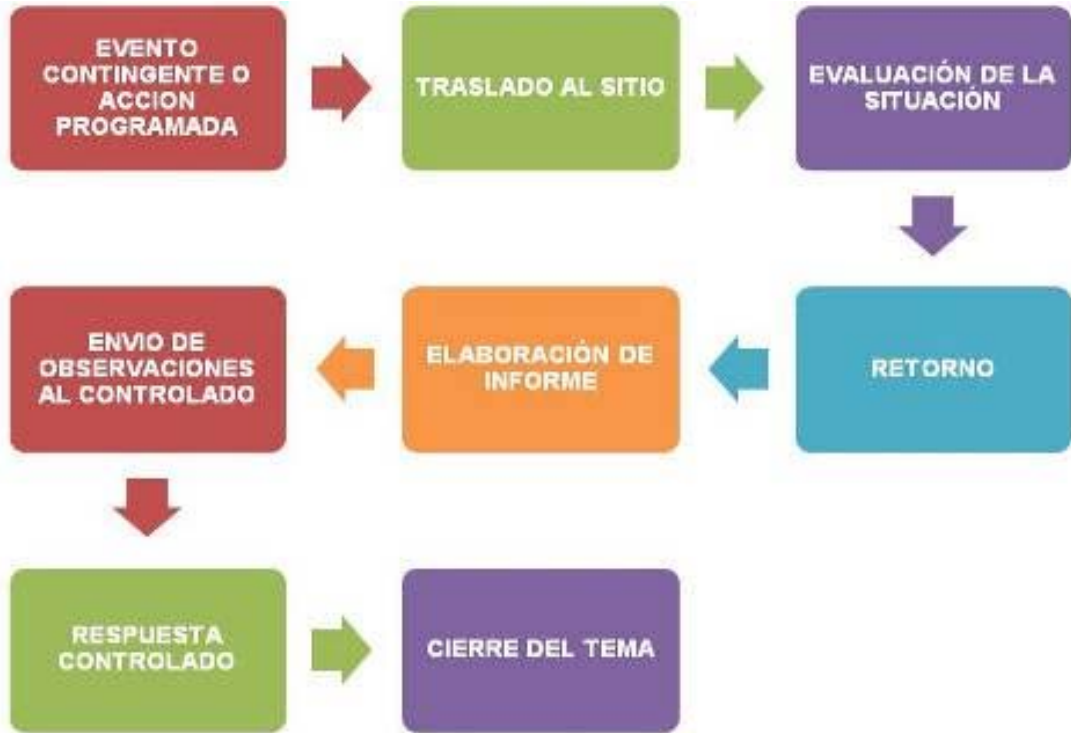 EVENTO
CONTINGENTE O
ACCION
PROGRAMADA
TRASLADO AL SITIO
EVALUACIÓN DE LA
SITUACIÓN
RETORNO
ELABORACIÓN DE
INFORME
ENVIO DE
OBSERVACIONES
AL CONTROLADO
RESPUESTA
CONTROLADO
CIERRE DEL TEMA